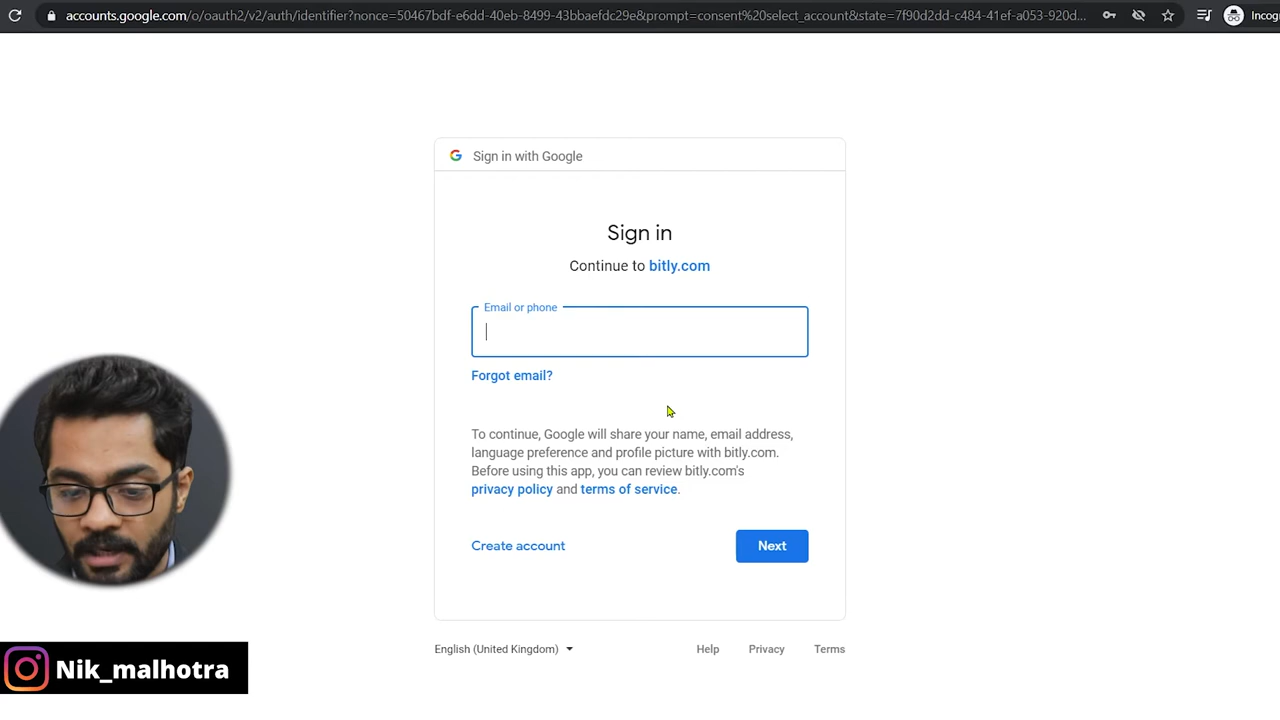 accounts.google.com/o/oauth2/v2/auth/identifier?nonce=50467bdf-e6dd-40eb-8499-43bbaefdc29e&prompt=consent%20select_account&state=7f90d2dd-c484-41ef-a053-920d...
Incog
Sign in with Google
Sign in
Continue to bitly.com
Email or phone
Forgot email?
To continue, Google will share your name, email address,
language preference and profile picture with bitly.com.
Before using this app, you can review bitly.com's
privacy policy and terms of service.
Create account
Next
English (United Kingdom)
Help
Privacy
Terms
Nik_malhotra